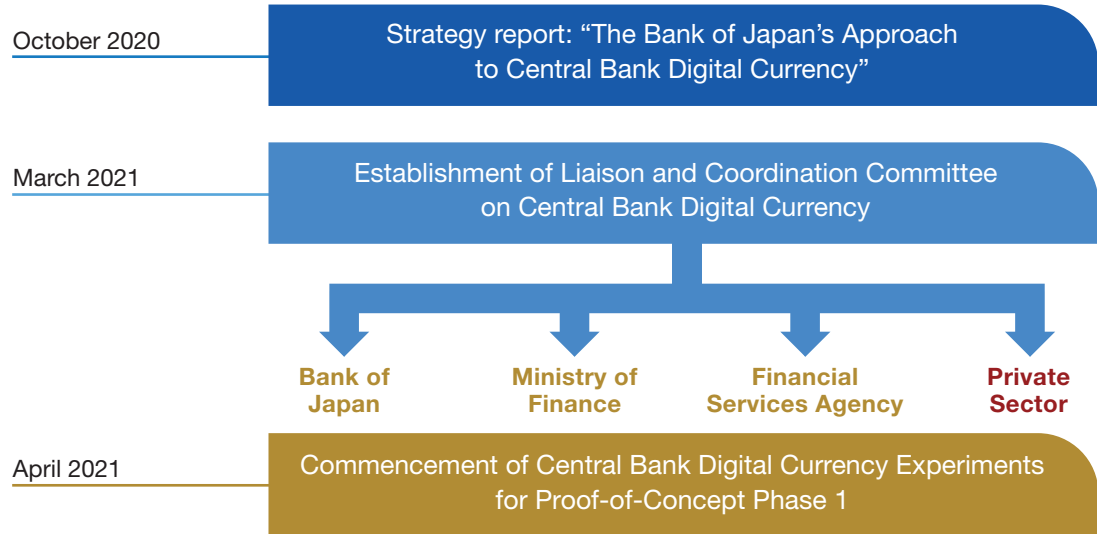 October 2020
Strategy report: “The Bank of Japan’s Approach
to Central Bank Digital Currency”
March 2021
Establishment of Liaison and Coordination Committee
on Central Bank Digital Currency
Bank of
Japan
Ministry of
Finance
Financial
Services Agency
Private
Sector
April 2021
Commencement of Central Bank Digital Currency Experiments
for Proof-of-Concept Phase 1